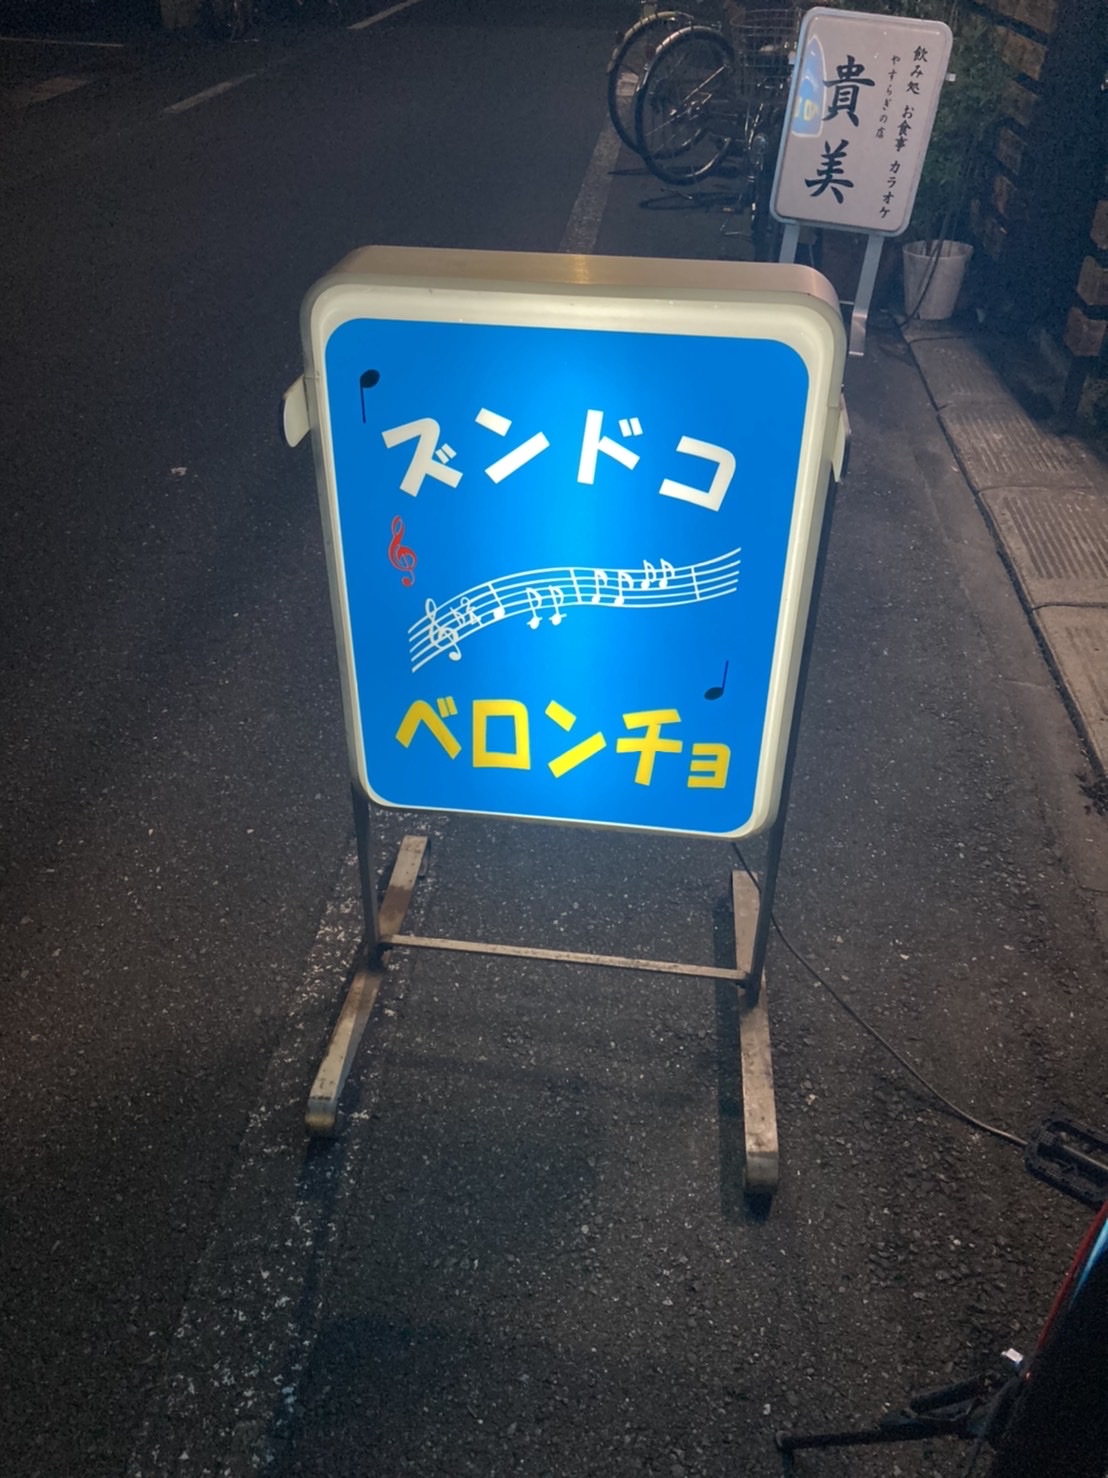 ズンドコ
ベロンチョ
飲み処 お食事 カラオケ
やすらぎの店
貴美